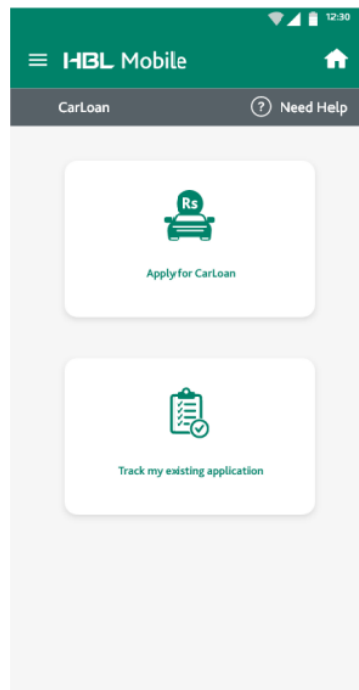 12:30
HBL Mobile
CarLoan
? Need Help
Rs
Apply for CarLoan
Track my existing application